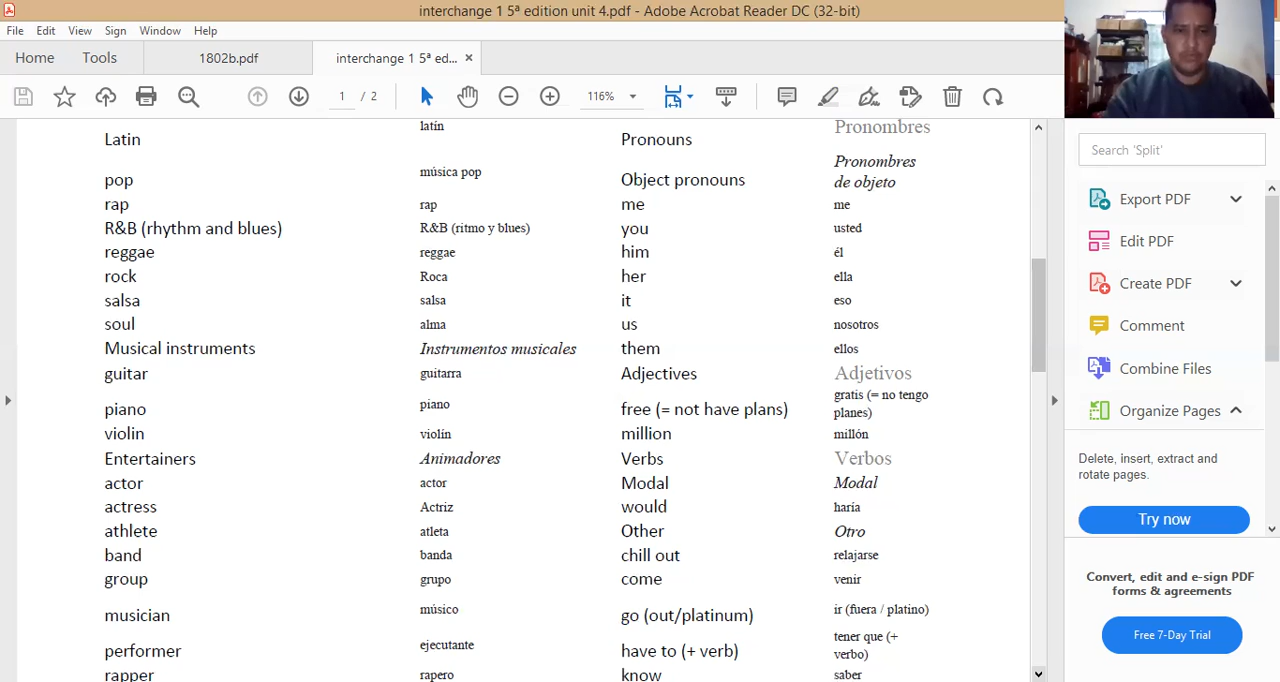 interchange 1 5ª edition unit 4.pdf - Adobe Acrobat Reader DC (32-bit)
File Edit View Sign Window Help
Home Tools 1802b.pdf interchange 1 5ª ed... ×
1 / 2 116%
Latin latín Pronouns Pronombres
pop música pop Object pronouns Pronombres
de objeto
rap rap me me
R&B (rhythm and blues) R&B (ritmo y blues) you usted
reggae reggae him él
rock Roca her ella
salsa salsa it eso
soul alma us nosotros
Musical instruments Instrumentos musicales them ellos
guitar guitarra Adjectives Adjetivos
piano piano free (= not have plans) gratis (= no tengo
planes)
violin violín million millón
Entertainers Animadores Verbs Verbos
actor actor Modal Modal
actress Actriz would haría
athlete atleta Other Otro
band banda chill out relajarse
group grupo come venir
musician músico go (out/platinum) ir (fuera / platino)
performer ejecutante have to (+ verb) tener que (+
verbo)
rapper rapero know saber
Search 'Split'
Export PDF
Edit PDF
Create PDF
Comment
Combine Files
Organize Pages
Delete, insert, extract and
rotate pages.
Try now
Convert, edit and e-sign PDF
forms & agreements
Free 7-Day Trial